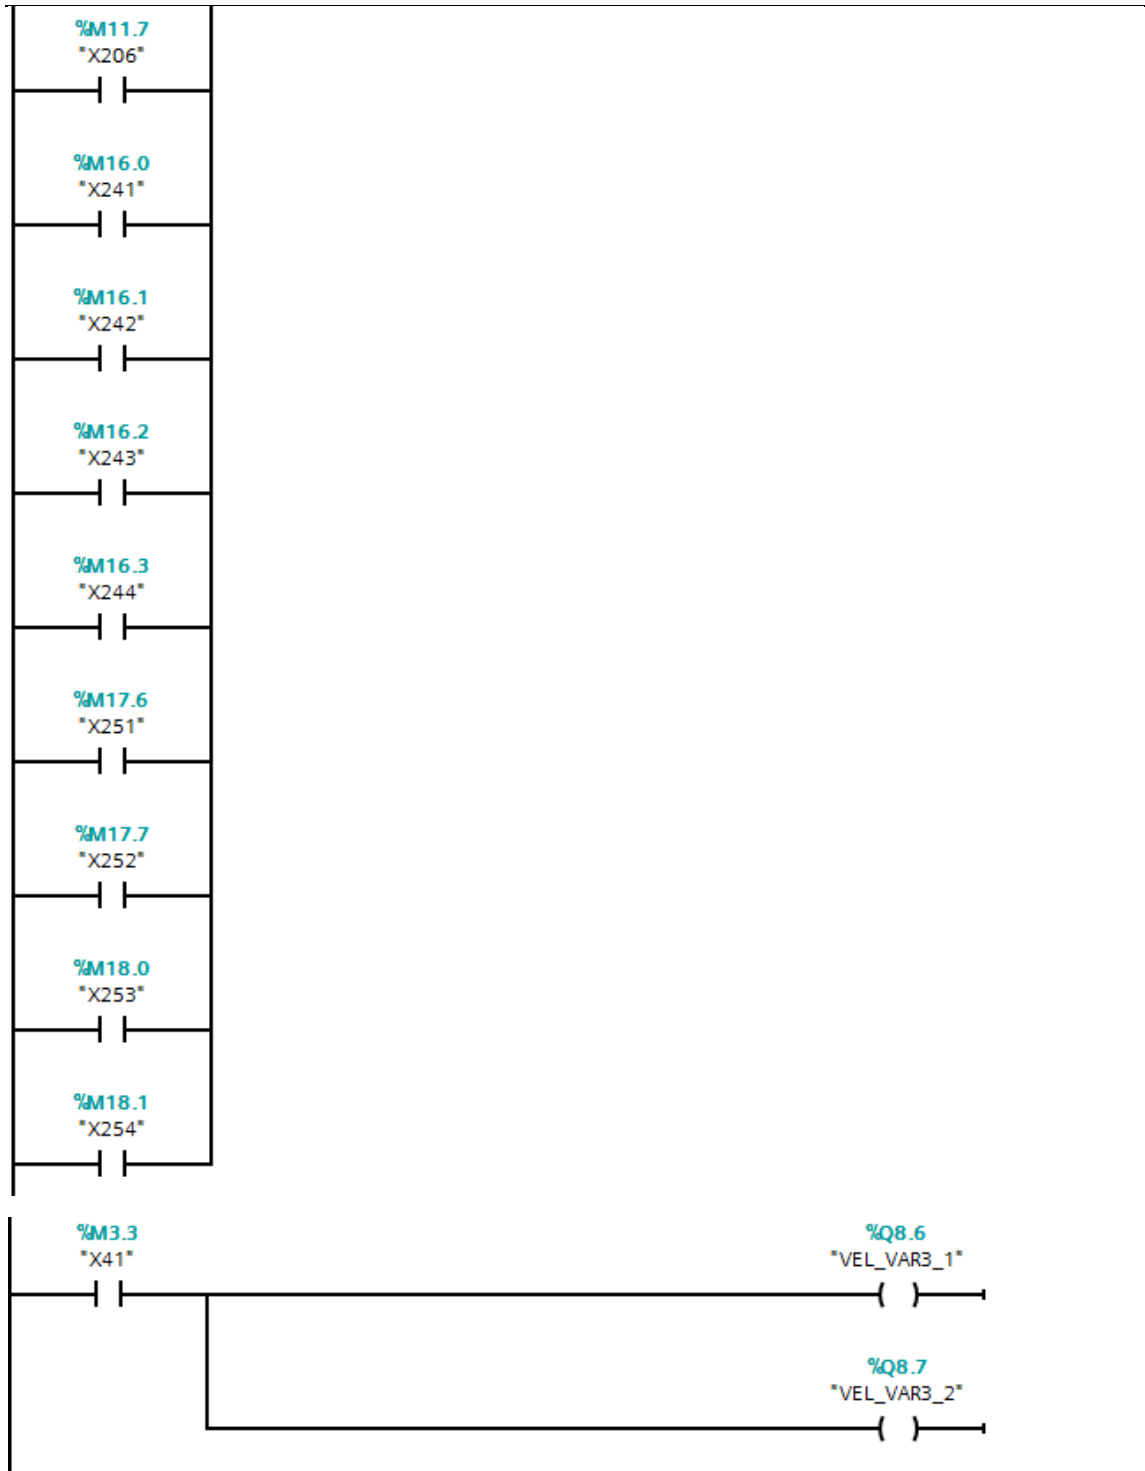 %M11.7
"X206"
%M16.0
"X241"
%M16.1
"X242"
%M16.2
"X243"
%M16.3
"X244"
%M17.6
"X251"
%M17.7
"X252"
%M18.0
"X253"
%M18.1
"X254"
%M3.3
"X41"
%Q8.6
"VEL_VAR3_1"
%Q8.7
"VEL_VAR3_2"